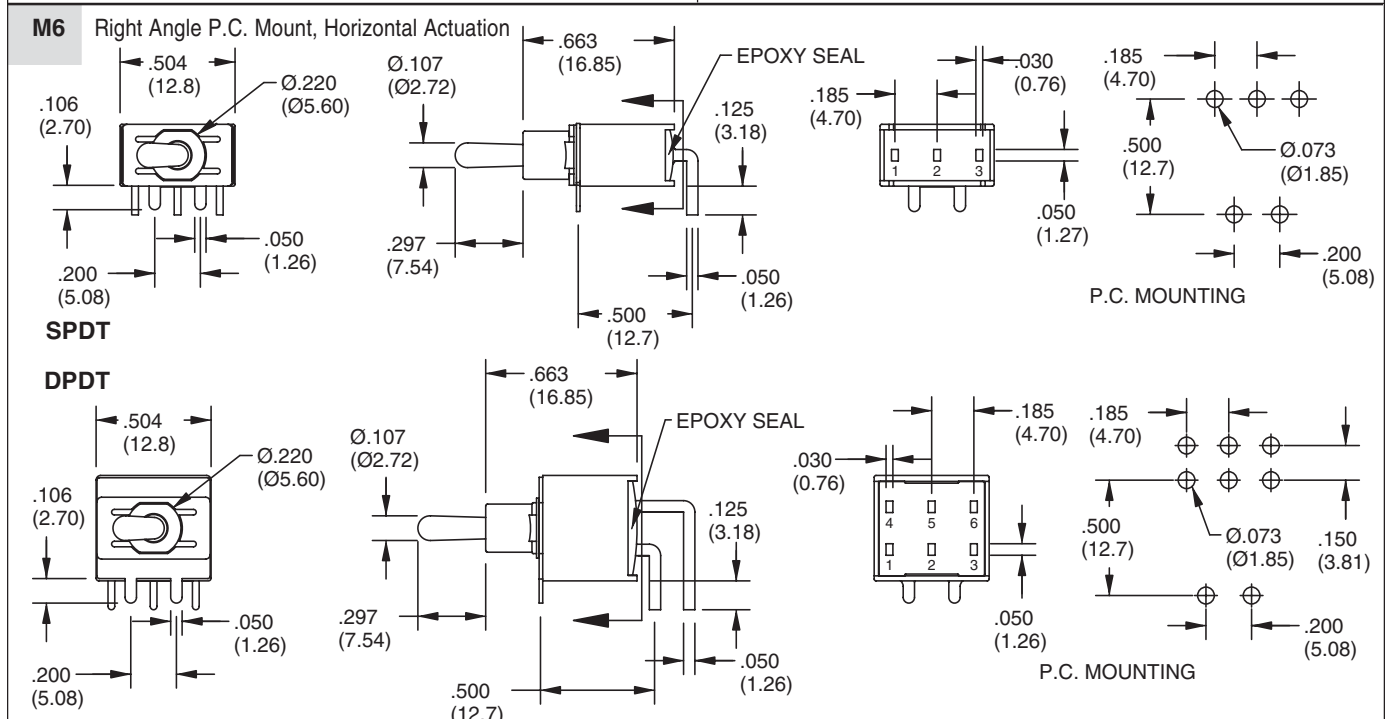 M6 Right Angle P.C. Mount, Horizontal Actuation
.504
(12.8)
Ø.220
(Ø5.60)
.106
(2.70)
.050
(1.26)
.200
(5.08)
SPDT
Ø.107
(Ø2.72)
.663
(16.85)
EPOXY SEAL
.125
(3.18)
.297
(7.54)
.050
(1.26)
.500
(12.7)
.030
(0.76)
.185
(4.70)
1 2 3
.050
(1.27)
.185
(4.70)
.500
(12.7)
Ø.073
(Ø1.85)
.200
(5.08)
P.C. MOUNTING
DPDT
.504
(12.8)
Ø.220
(Ø5.60)
.106
(2.70)
.050
(1.26)
.200
(5.08)
.663
(16.85)
Ø.107
(Ø2.72)
EPOXY SEAL
.125
(3.18)
.297
(7.54)
.050
(1.26)
.500
(12.7)
.185
(4.70)
.030
(0.76)
4 5 6
1 2 3
.050
(1.26)
.185
(4.70)
.500
(12.7)
Ø.073
(Ø1.85)
.150
(3.81)
.200
(5.08)
P.C. MOUNTING